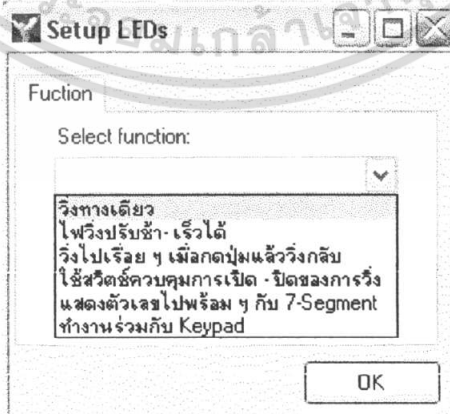 Setup LEDs
Fuction
Select function:
วิ่งทางเดียว
ไฟวิ่งปรับช้า - เร็วได้
วิ่งไปเรื่อย ๆ เมื่อกดปุ่มแล้ววิ่งกลับ
ใช้สวิตช์ควบคุมการเปิด - ปิดของการวิ่ง
แสดงตัวเลขไปพร้อม ๆ กับ 7-Segment
ทำงานร่วมกับ Keypad
OK